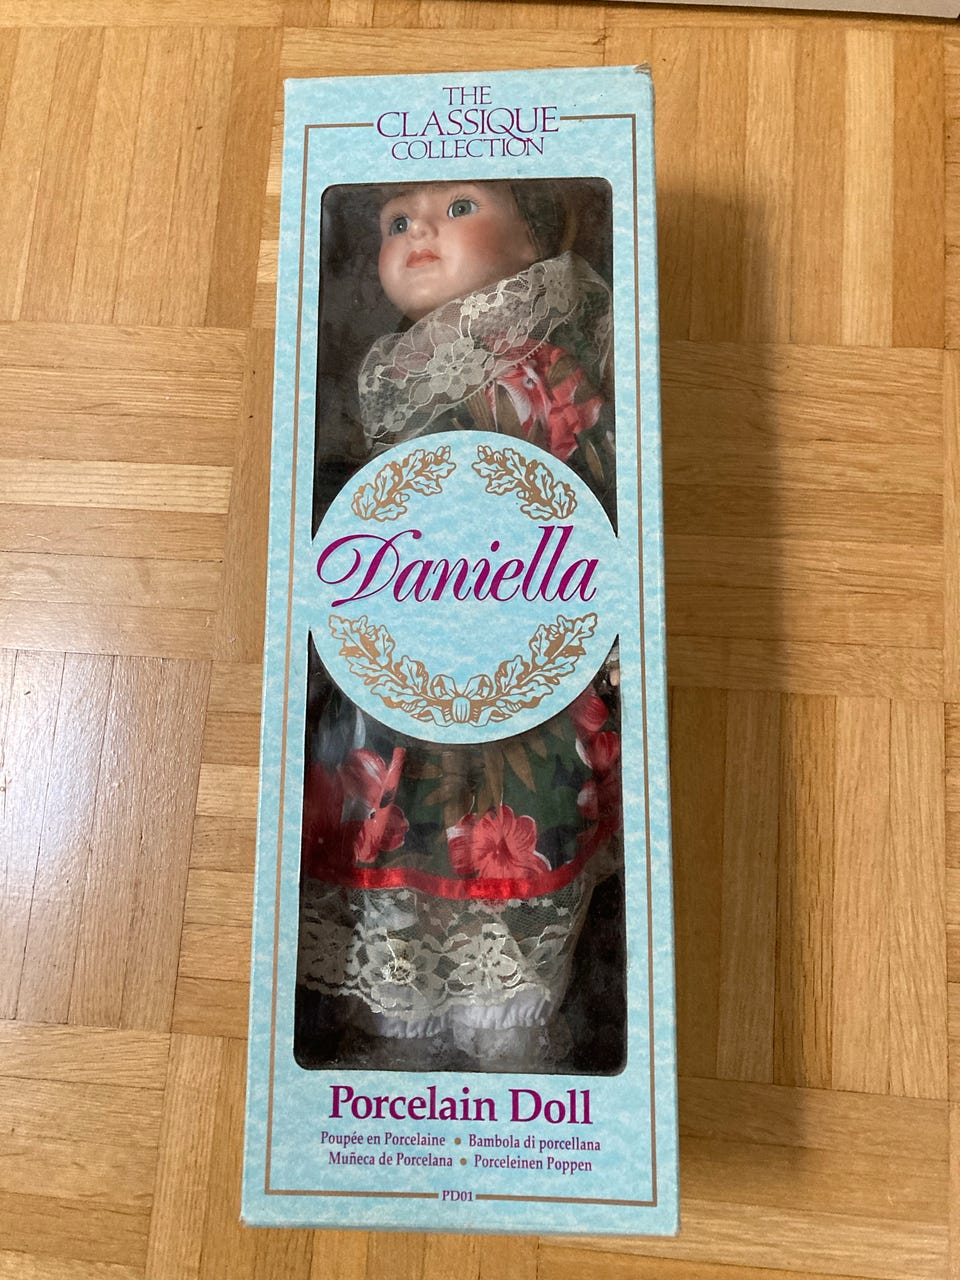 THE
CLASSIQUE
COLLECTION
Daniella
Porcelain Doll
Poupée en Porcelaine • Bambola di porcellana
Muñeca de Porcelana • Porceleinen Poppen
PD01